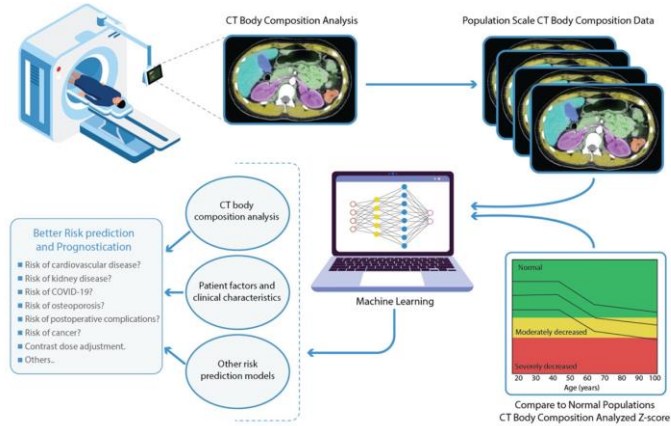 CT Body Composition Analysis
Population Scale CT Body Composition Data
CT body
composition analysis
Better Risk prediction
and Prognostication
Risk of cardiovascular disease?
Risk of kidney disease?
Risk of COVID-19?
Risk of osteoporosis?
Risk of postoperative complications?
Risk of cancer?
Contrast dose adjustment.
Others..
Patient factors and
clinical characteristics
Other risk
prediction models
Machine Learning
Normal
Moderately decreased
Severely decreased
20 30 40 50 60 70 80 90 100
Age (years)
Compare to Normal Populations
CT Body Composition Analyzed Z-score